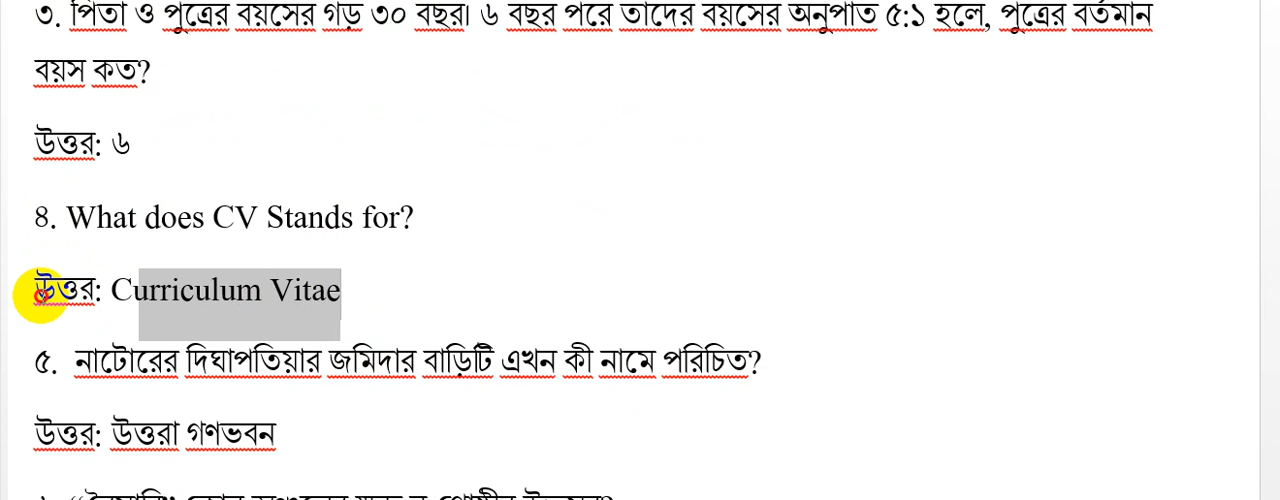 ৩. পিতা ও পুত্রের বয়সের গড় ৩০ বছর। ৬ বছর পরে তাদের বয়সের অনুপাত ৫:১ হলে, পুত্রের বর্তমান
বয়স কত?
উত্তর: ৬
৪. What does CV Stands for?
উত্তর: Curriculum Vitae
৫. নাটোরের দিঘাপতিয়ার জমিদার বাড়িটি এখন কী নামে পরিচিত?
উত্তর: উত্তরা গণভবন